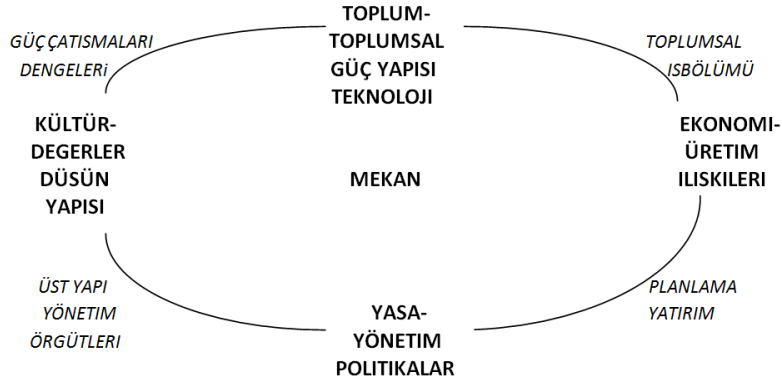 TOPLUM-
TOPLUMSAL
GÜÇ YAPISI
TEKNOLOJI
GÜÇ ÇATISMALARI
DENGELERİ
TOPLUMSAL
ISBÖLÜMÜ
KÜLTÜR-
DEGERLER
DÜSÜN
YAPISI
MEKAN
EKONOMI-
ÜRETIM
ILISKILERI
ÜST YAPI
YÖNETIM
ÖRGÜTLERI
YASA-
YÖNETIM
POLITIKALAR
PLANLAMA
YATIRIM